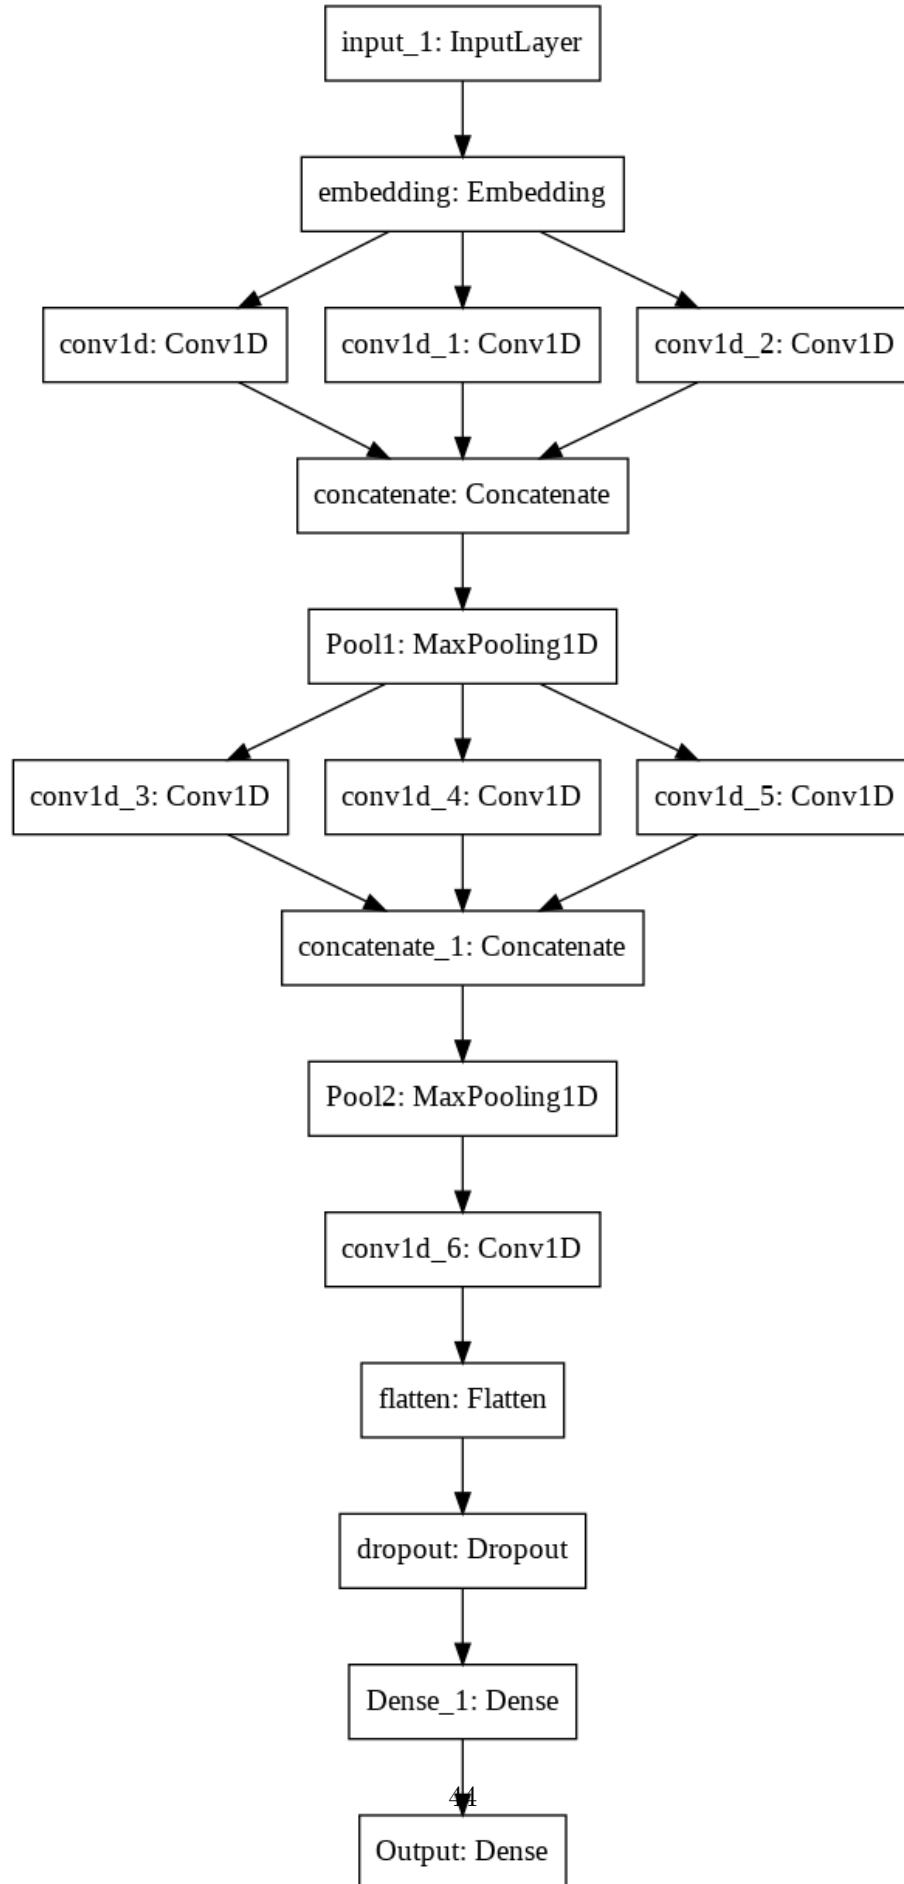 input_1: InputLayer
embedding: Embedding
conv1d: Conv1D
conv1d_1: Conv1D
conv1d_2: Conv1D
concatenate: Concatenate
Pool1: MaxPooling1D
conv1d_3: Conv1D
conv1d_4: Conv1D
conv1d_5: Conv1D
concatenate_1: Concatenate
Pool2: MaxPooling1D
conv1d_6: Conv1D
flatten: Flatten
dropout: Dropout
Dense_1: Dense
44
Output: Dense